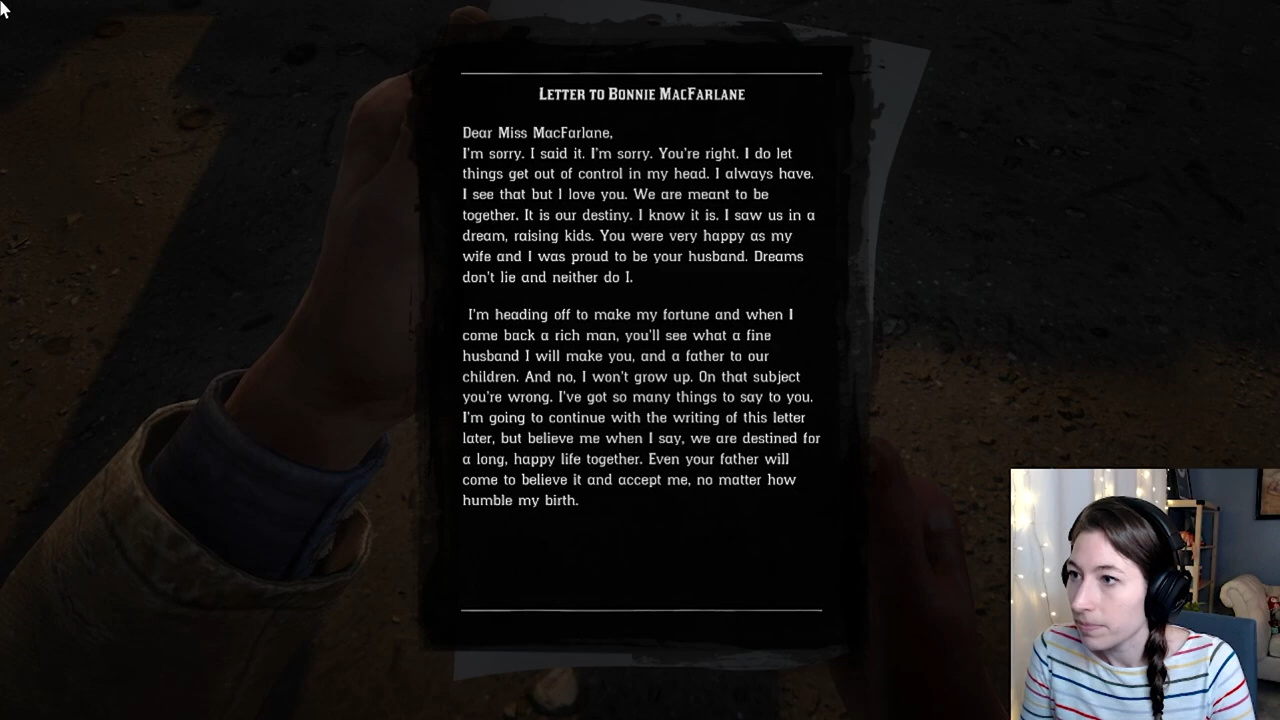 LETTER TO BONNIE MACFARLANE
Dear Miss MacFarlane,
I'm sorry. I said it. I'm sorry. You're right. I do let
things get out of control in my head. I always have.
I see that but I love you. We are meant to be
together. It is our destiny. I know it is. I saw us in a
dream, raising kids. You were very happy as my
wife and I was proud to be your husband. Dreams
don't lie and neither do I.
I'm heading off to make my fortune and when I
come back a rich man, you'll see what a fine
husband I will make you, and a father to our
children. And no, I won't grow up. On that subject
you're wrong. I've got so many things to say to you.
I'm going to continue with the writing of this letter
later, but believe me when I say, we are destined for
a long, happy life together. Even your father will
come to believe it and accept me, no matter how
humble my birth.